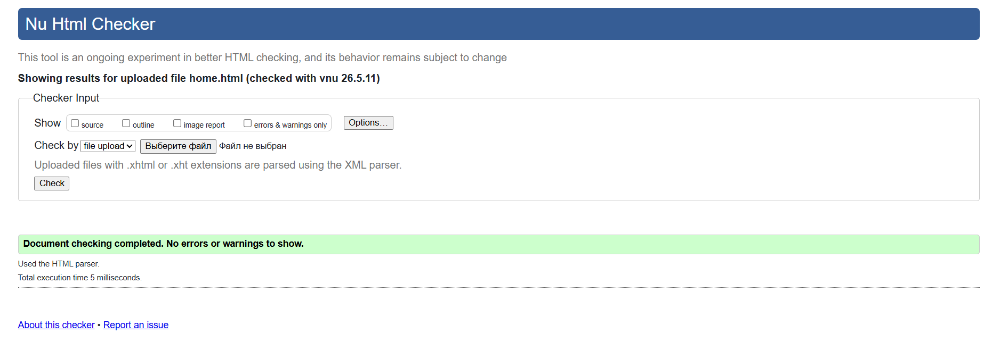 Nu Html Checker
This tool is an ongoing experiment in better HTML checking, and its behavior remains subject to change
Showing results for uploaded file home.html (checked with vnu 26.5.11)
Checker Input
Show source outline image report errors & warnings only Options…
Check by file upload Выберите файл Файл не выбран
Uploaded files with .xhtml or .xht extensions are parsed using the XML parser.
Check
Document checking completed. No errors or warnings to show.
Used the HTML parser.
Total execution time 5 milliseconds.
About this checker • Report an issue